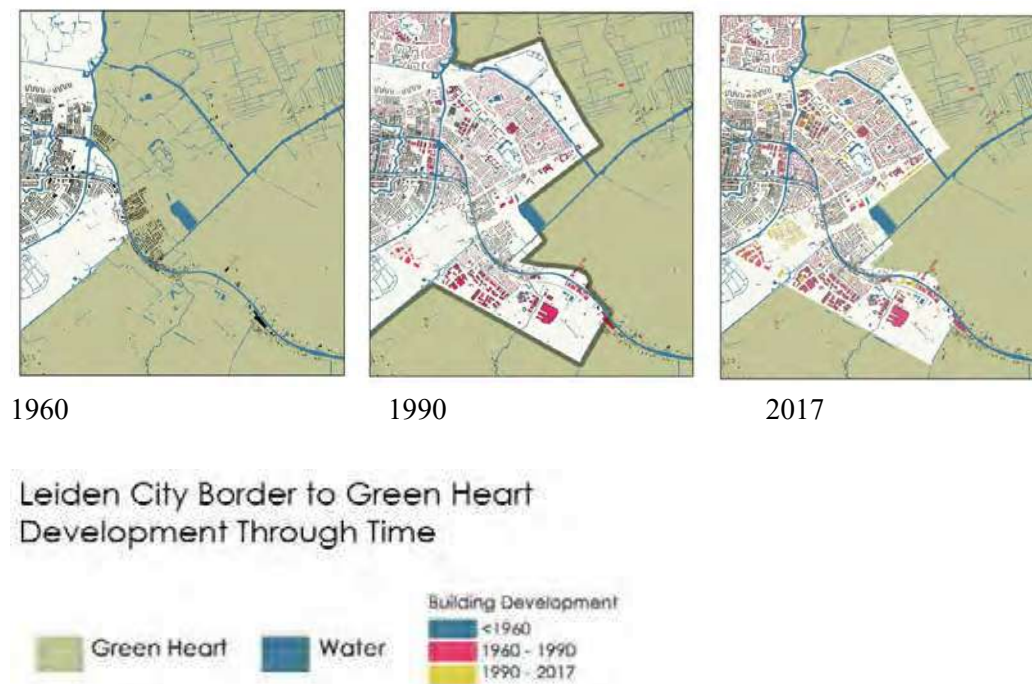 1960
1990
2017
Leiden City Border to Green Heart
Development Through Time
Building Development
Green Heart
Water
<1960
1960 - 1990
1990 - 2017